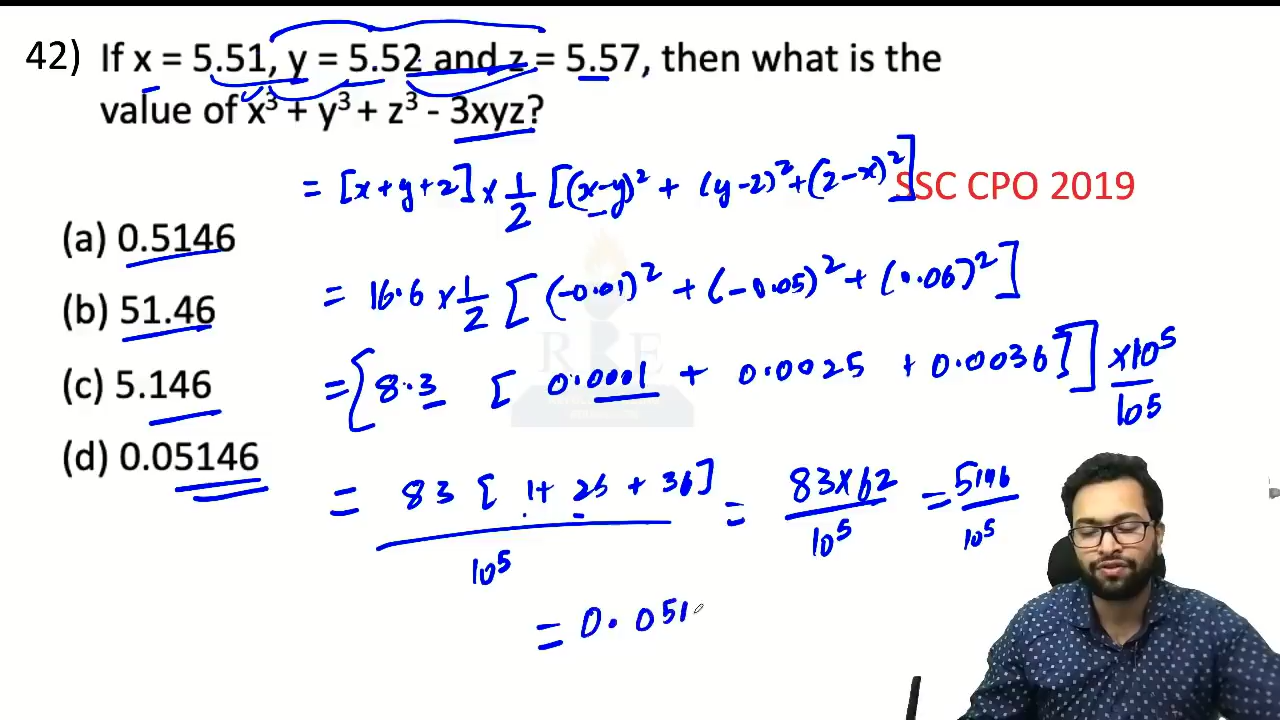 42) If x = 5.51, y = 5.52 and z = 5.57, then what is the
value of x³ + y³ + z³ - 3xyz?
= [x+y+z] × 1/2 [(x-y)² + (y-z)² + (z-x)²]
SSC CPO 2019
(a) 0.5146
= 16.6 × 1/2 [(-0.01)² + (-0.05)² + (0.06)²]
(b) 51.46
RKE
= [8.3 [ 0.0001 + 0.0025 + 0.0036]] × 10⁵/10⁵
(c) 5.146
(d) 0.05146
= 83 [ 1+ 25 + 36] / 10⁵ = 83×62 / 10⁵ = 5146 / 10⁵
= 0.051